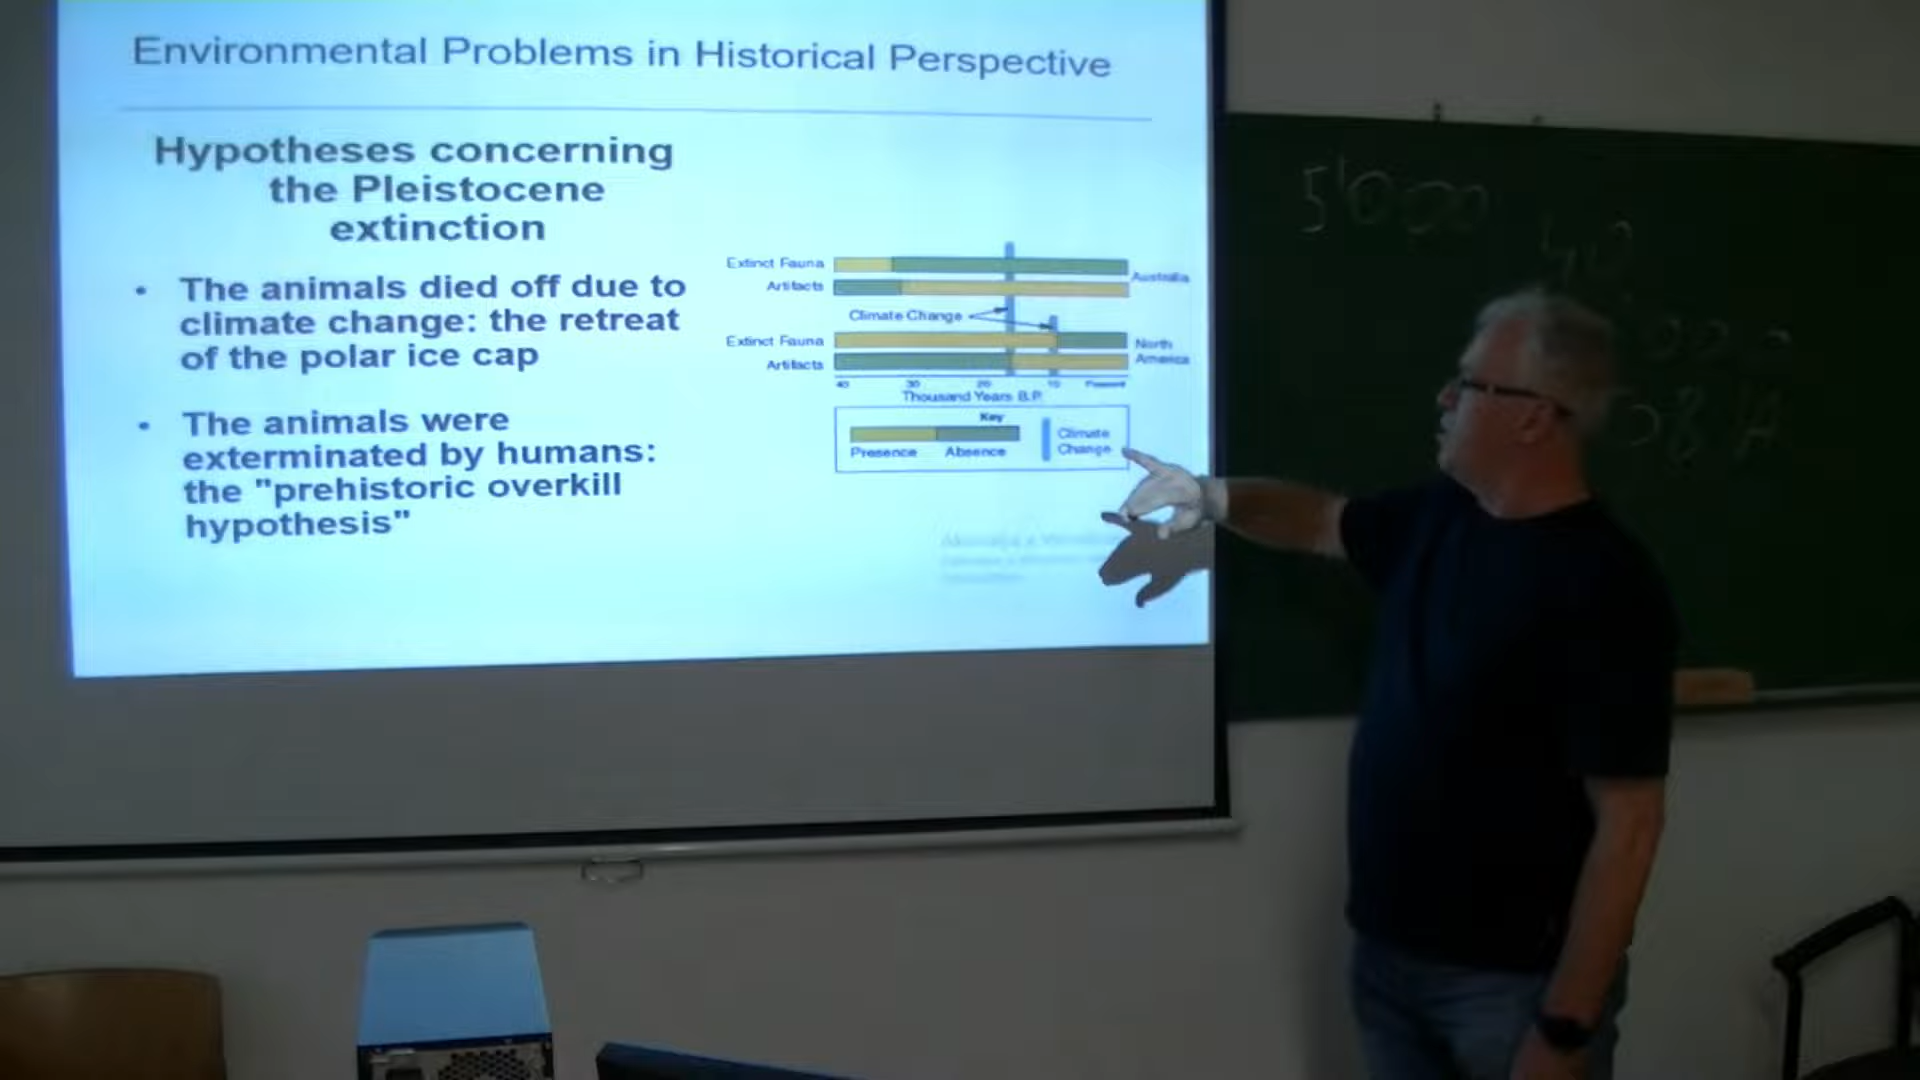 Environmental Problems in Historical Perspective
Hypotheses concerning
the Pleistocene
extinction
• The animals died off due to
climate change: the retreat
of the polar ice cap
• The animals were
exterminated by humans:
the "prehistoric overkill
hypothesis"
Extinct Fauna
Artifacts
Australia
Climate Change
Extinct Fauna
Artifacts
North
America
40 30 20 10 Present
Thousand Years B.P.
Key
Presence Absence
Climate
Change
5'000
40